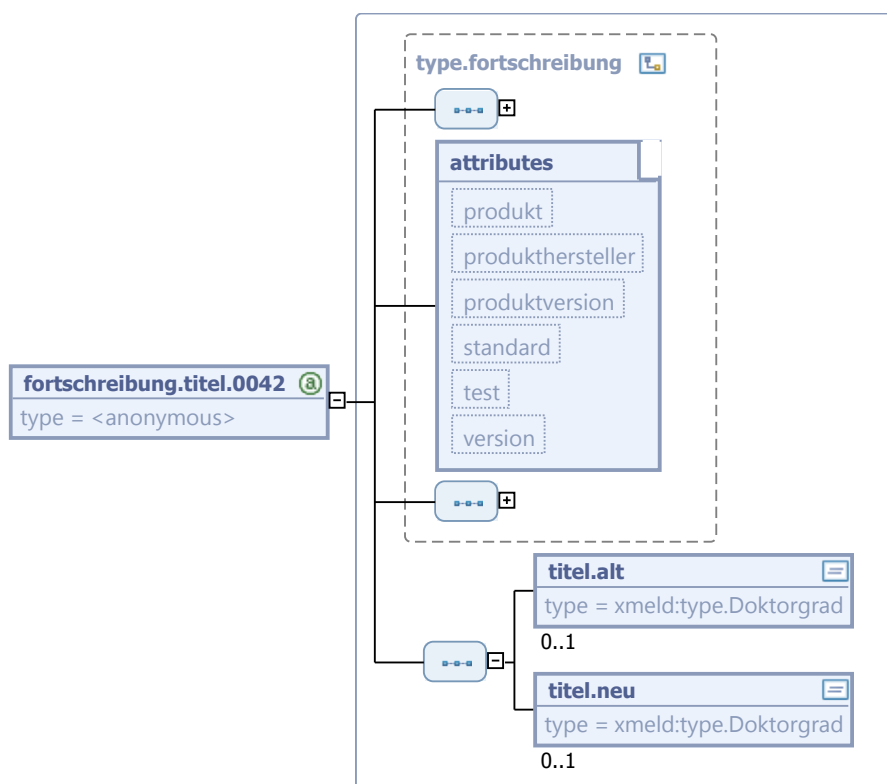 type.fortschreibung
attributes
produkt
produkthersteller
produktversion
standard
test
version
fortschreibung.titel.0042 a
type = <anonymous>
titel.alt
type = xmeld:type.Doktorgrad
0..1
titel.neu
type = xmeld:type.Doktorgrad
0..1